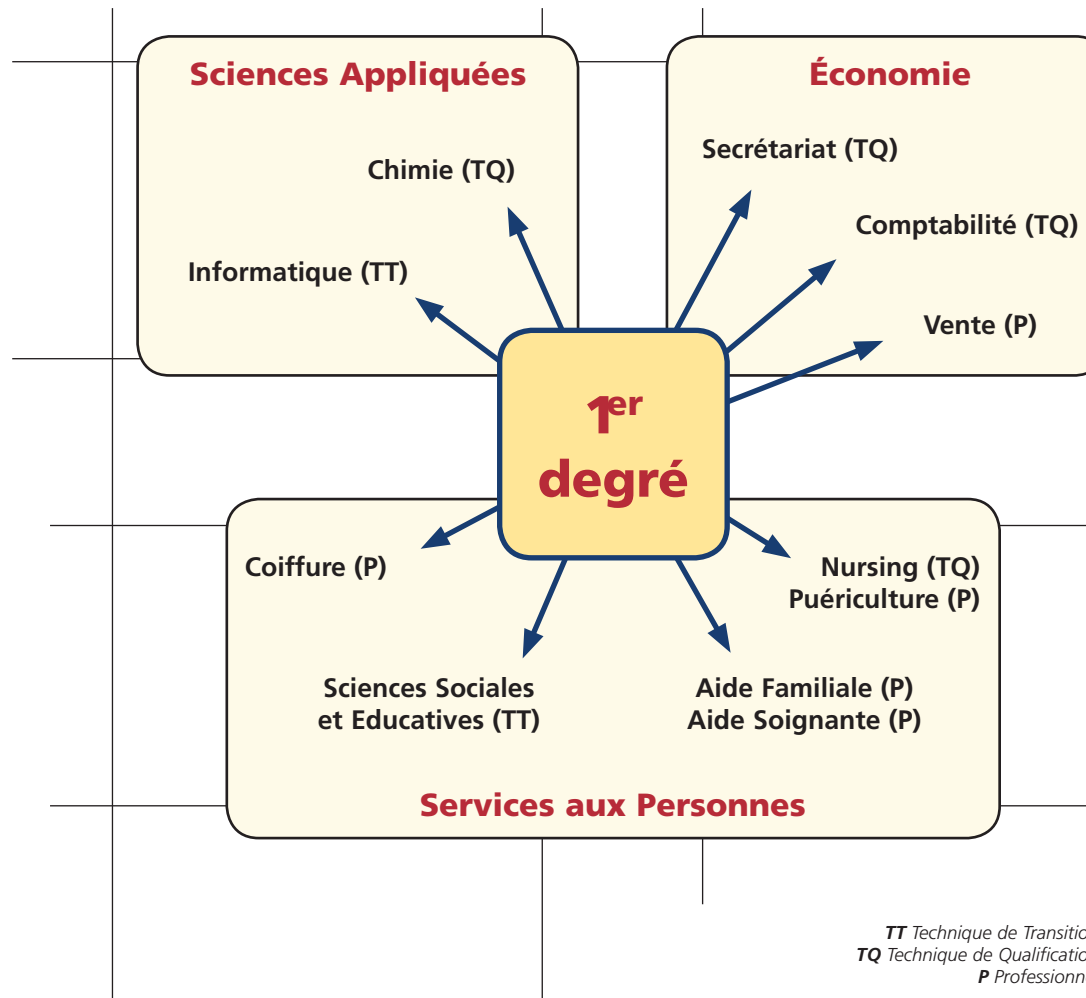 Sciences Appliquées
Chimie (TQ)
Informatique (TT)
Économie
Secrétariat (TQ)
Comptabilité (TQ)
Vente (P)
1er
degré
Coiffure (P)
Nursing (TQ)
Puériculture (P)
Sciences Sociales
et Educatives (TT)
Aide Familiale (P)
Aide Soignante (P)
Services aux Personnes
TT Technique de Transitio
TQ Technique de Qualificatio
P Professionn